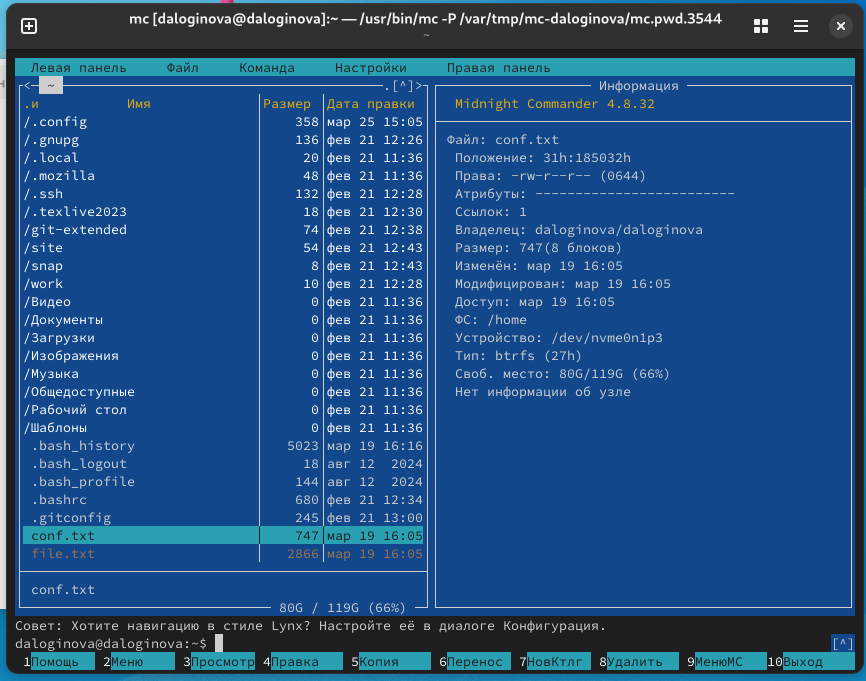 mc [daloginova@daloginova]:~ — /usr/bin/mc -P /var/tmp/mc-daloginova/mc.pwd.3544
~
Левая панель Файл Команда Настройки Правая панель
<─ ~ .[^]>
.и Имя Размер Дата правки
/.config 358 мар 25 15:05
/.gnupg 136 фев 21 12:26
/.local 20 фев 21 11:36
/.mozilla 48 фев 21 11:36
/.ssh 132 фев 21 12:28
/.texlive2023 18 фев 21 12:30
/git-extended 74 фев 21 12:38
/site 54 фев 21 12:43
/snap 8 фев 21 12:43
/work 10 фев 21 12:28
/Видео 0 фев 21 11:36
/Документы 0 фев 21 11:36
/Загрузки 0 фев 21 11:36
/Изображения 0 фев 21 11:36
/Музыка 0 фев 21 11:36
/Общедоступные 0 фев 21 11:36
/Рабочий стол 0 фев 21 11:36
/Шаблоны 0 фев 21 11:36
.bash_history 5023 мар 19 16:16
.bash_logout 18 авг 12 2024
.bash_profile 144 авг 12 2024
.bashrc 680 фев 21 12:34
.gitconfig 245 фев 21 13:00
conf.txt 747 мар 19 16:05
file.txt 2866 мар 19 16:05
conf.txt
80G / 119G (66%)
Информация
Midnight Commander 4.8.32
Файл: conf.txt
Положение: 31h:185032h
Права: -rw-r--r-- (0644)
Атрибуты: -------------------------
Ссылок: 1
Владелец: daloginova/daloginova
Размер: 747(8 блоков)
Изменён: мар 19 16:05
Модифицирован: мар 19 16:05
Доступ: мар 19 16:05
ФС: /home
Устройство: /dev/nvme0n1p3
Тип: btrfs (27h)
Своб. место: 80G/119G (66%)
Нет информации об узле
Совет: Хотите навигацию в стиле Lynx? Настройте её в диалоге Конфигурация.
daloginova@daloginova:~$ [^]
1Помощь 2Меню 3Просмотр 4Правка 5Копия 6Перенос 7НовКтлг 8Удалить 9МенюМС 10Выход